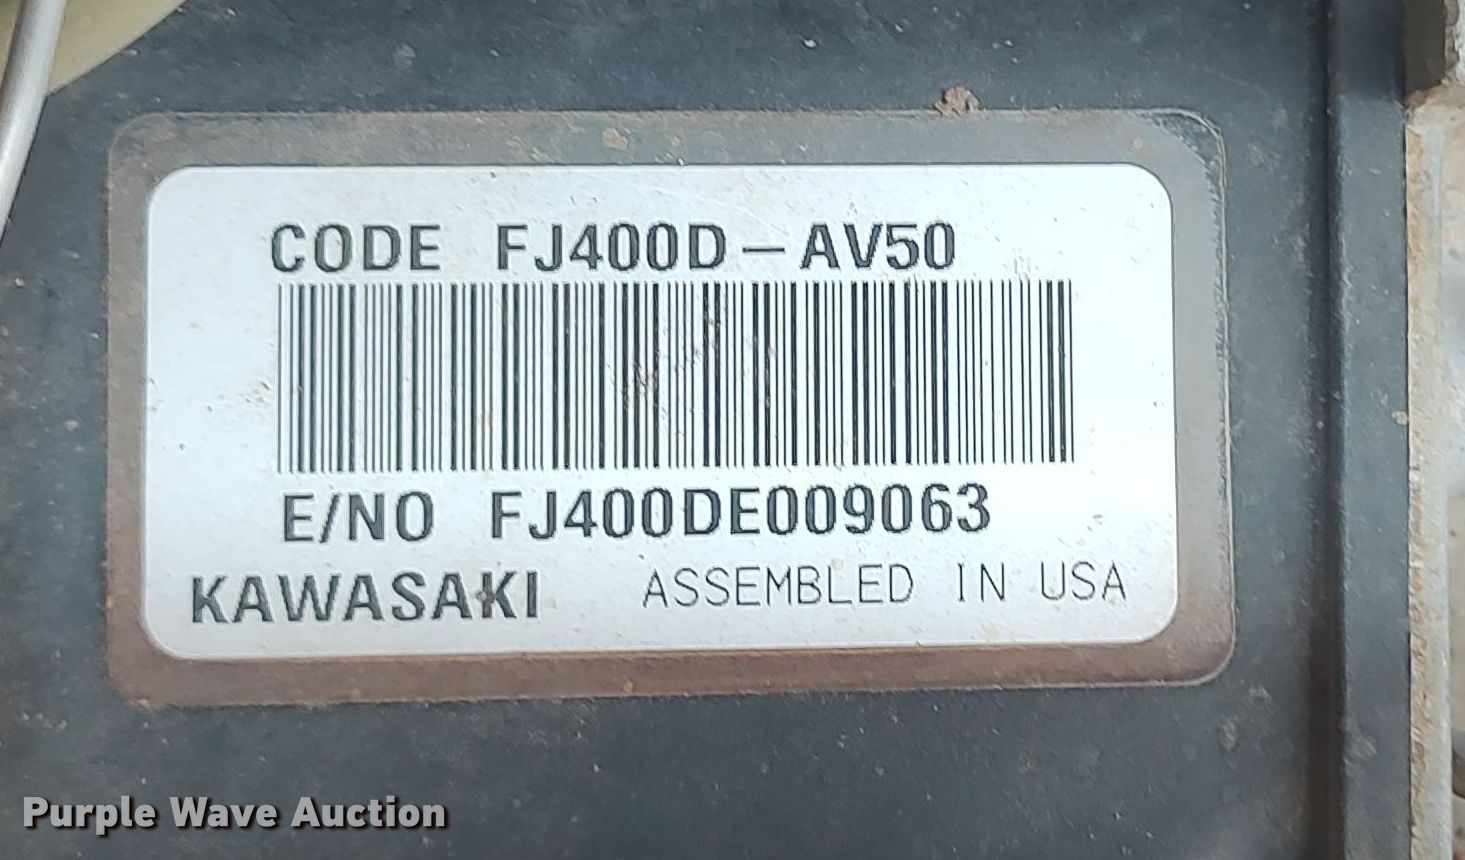 CODE FJ400D-AV50
E/NO FJ400DE009063
KAWASAKI ASSEMBLED IN USA
Purple Wave Auction